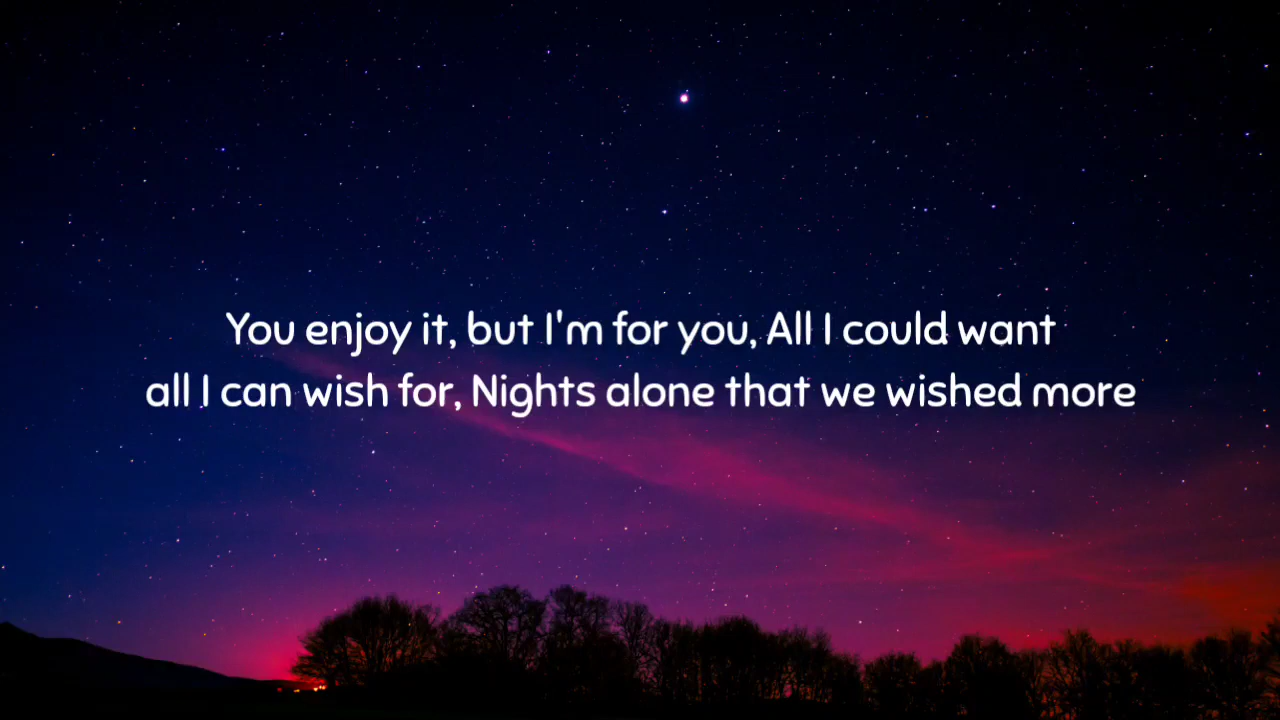 You enjoy it, but I'm for you, All I could want
all I can wish for, Nights alone that we wished more